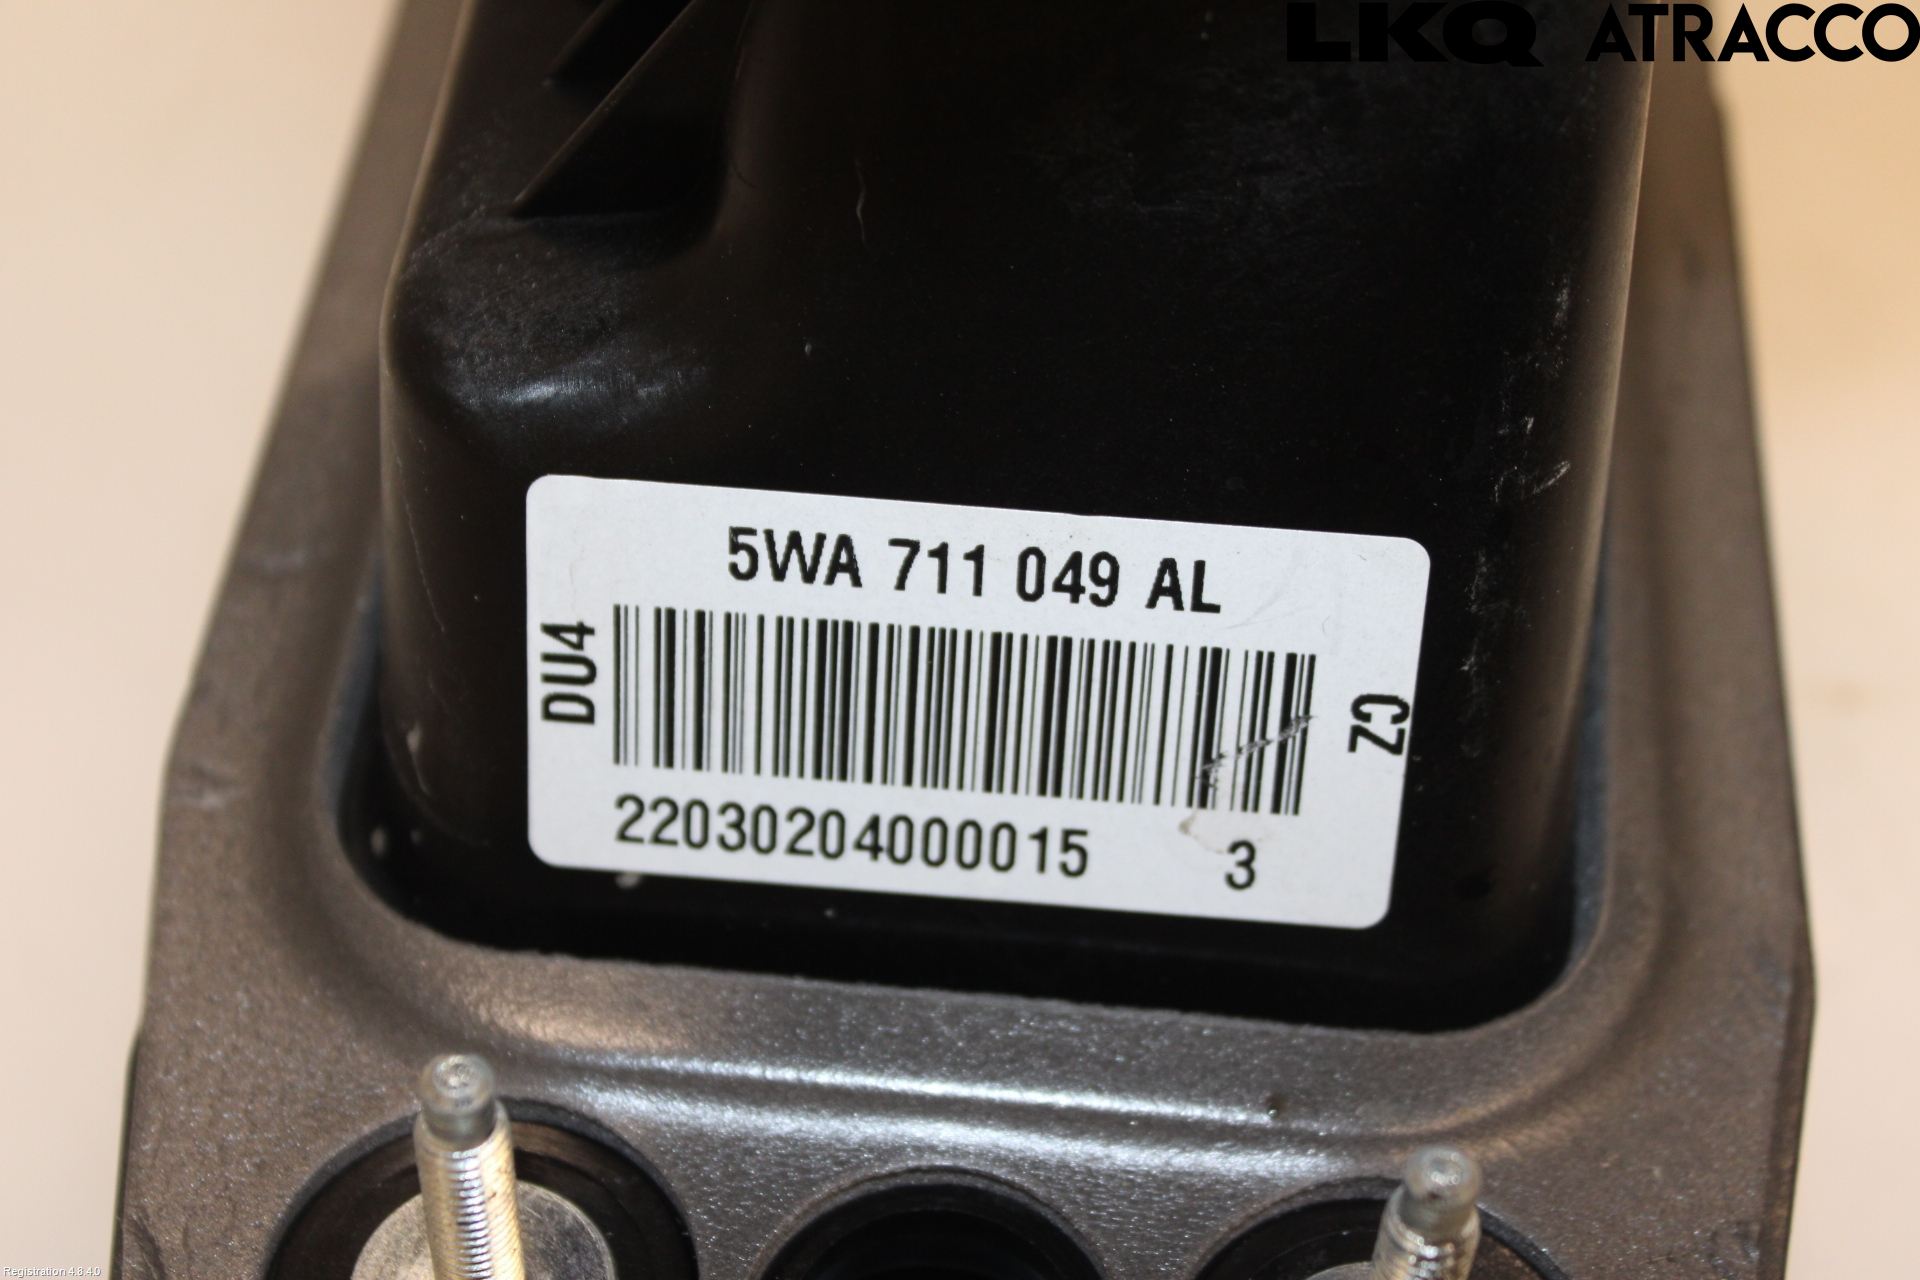 LKQ ATRACCO
5WA 711 049 AL
DU4
CZ
22030204000015 3
Registration 4.8.4.0